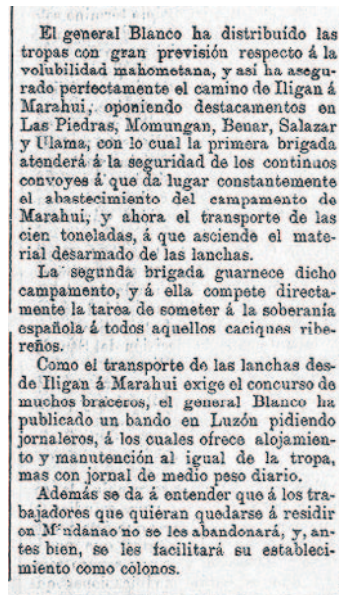 El general Blanco ha distribuído las
tropas con gran previsión respecto á la
volubilidad mahometana, y así ha asegu-
rado perfectamente el camino de Iligan á
Marahui, oponiendo destacamentos en
Las Piedras, Momungan, Benar, Salazar
y Ulama, con lo cual la primera brigada
atenderá á la seguridad de los continuos
convoyes á que da lugar constantemente
el abastecimiento del campamento de
Marahui, y ahora el transporte de las
cien toneladas, á que asciende el mate-
rial desarmado de las lanchas.
La segunda brigada guarnece dicho
campamento, y á ella compete directa-
mente la tarea de someter á la soberanía
española á todos aquellos caciques ribe-
reños.
Como el transporte de las lanchas des-
de Iligan á Marahui exige el concurso de
muchos braceros, el general Blanco ha
publicado un bando en Luzón pidiendo
jornaleros, á los cuales ofrece alojamien-
to y manutención al igual de la tropa,
mas con jornal de medio peso diario.
Además se da á entender que á los tra-
bajadores que quieran quedarse á residir
en Mindanao no se les abandonará, y, an-
tes bien, se les facilitará su estableci-
miento como colonos.